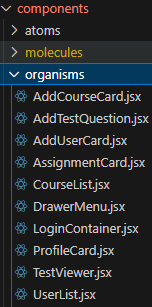 components
atoms
molecules
organisms
AddCourseCard.jsx
AddTestQuestion.jsx
AddUserCard.jsx
AssignmentCard.jsx
CourseList.jsx
DrawerMenu.jsx
LoginContainer.jsx
ProfileCard.jsx
TestViewer.jsx
UserList.jsx